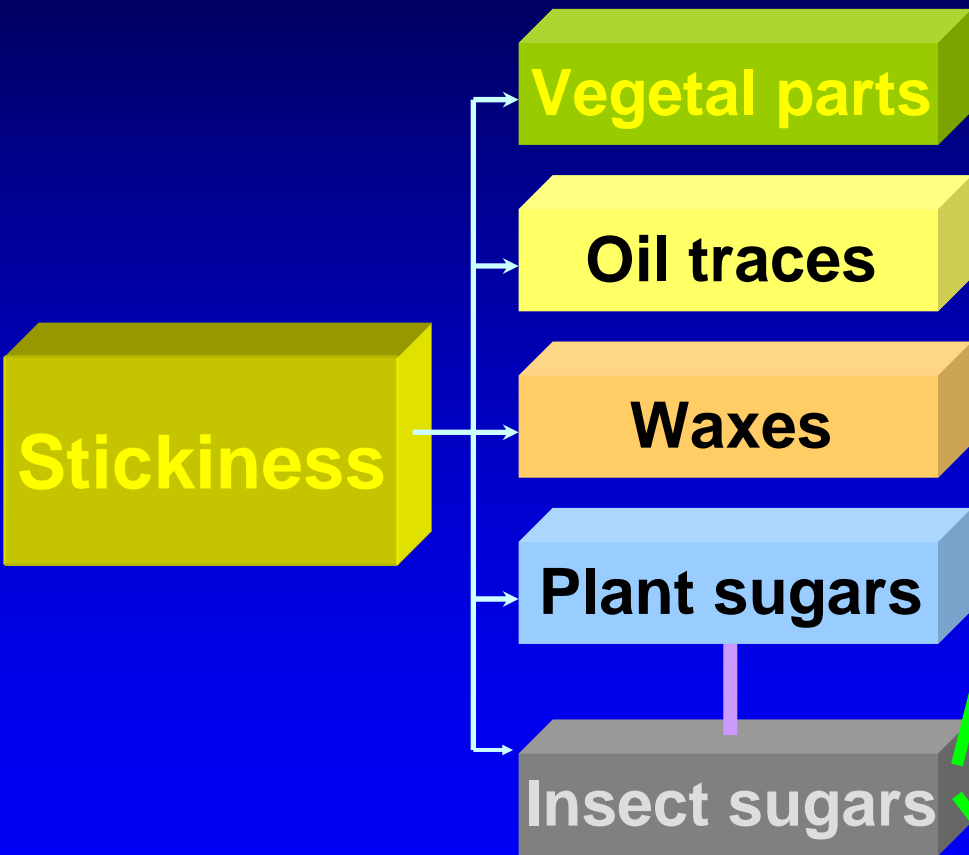 Vegetal parts
Oil traces
Waxes
Stickiness
Plant sugars
Insect sugars